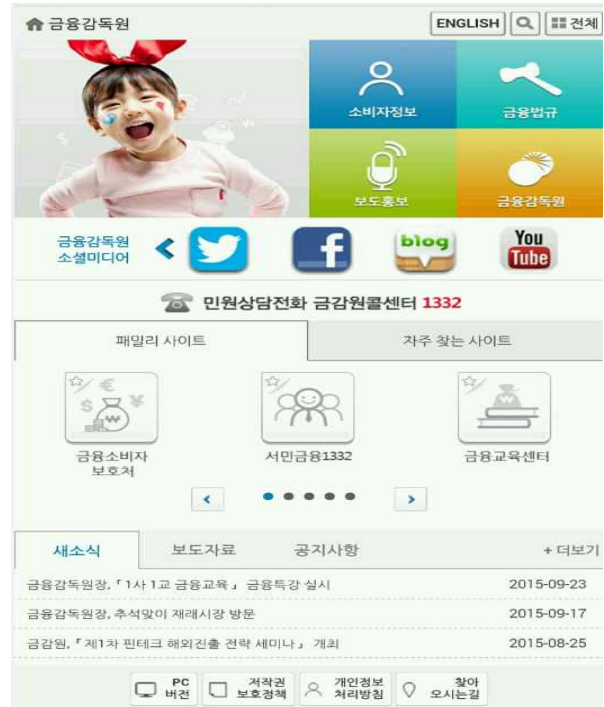 금융감독원
ENGLISH
전체
소비자정보
금융법규
보도홍보
금융감독원
금융감독원
소셜미디어
blog
You
Tube
민원상담전화 금감원콜센터 1332
패밀리 사이트
자주 찾는 사이트
금융소비자
보호처
서민금융1332
금융교육센터
새소식
보도자료
공지사항
+ 더보기
금융감독원장, 「1사 1교 금융교육」 금융특강 실시 2015-09-23
금융감독원장, 추석맞이 재래시장 방문 2015-09-17
금감원, 「제1차 핀테크 해외진출 전략 세미나」 개최 2015-08-25
PC
버전
저작권
보호정책
개인정보
처리방침
찾아
오시는길